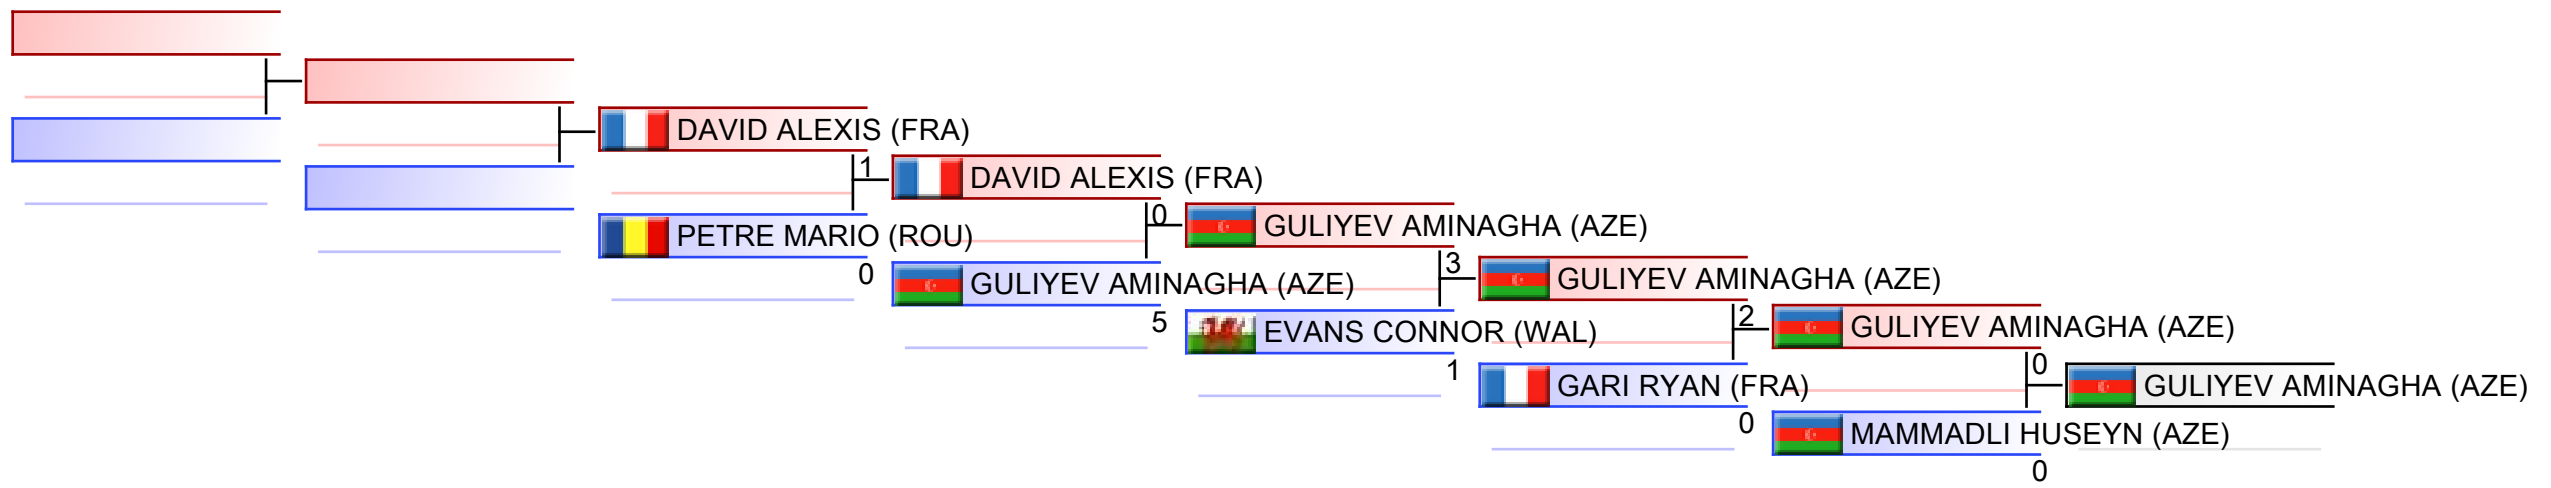 DAVID ALEXIS (FRA)
1
DAVID ALEXIS (FRA)
PETRE MARIO (ROU)
0
0
GULIYEV AMINAGHA (AZE)
GULIYEV AMINAGHA (AZE)
5
3
GULIYEV AMINAGHA (AZE)
EVANS CONNOR (WAL)
1
2
GULIYEV AMINAGHA (AZE)
GARI RYAN (FRA)
0
0
GULIYEV AMINAGHA (AZE)
MAMMADLI HUSEYN (AZE)
0